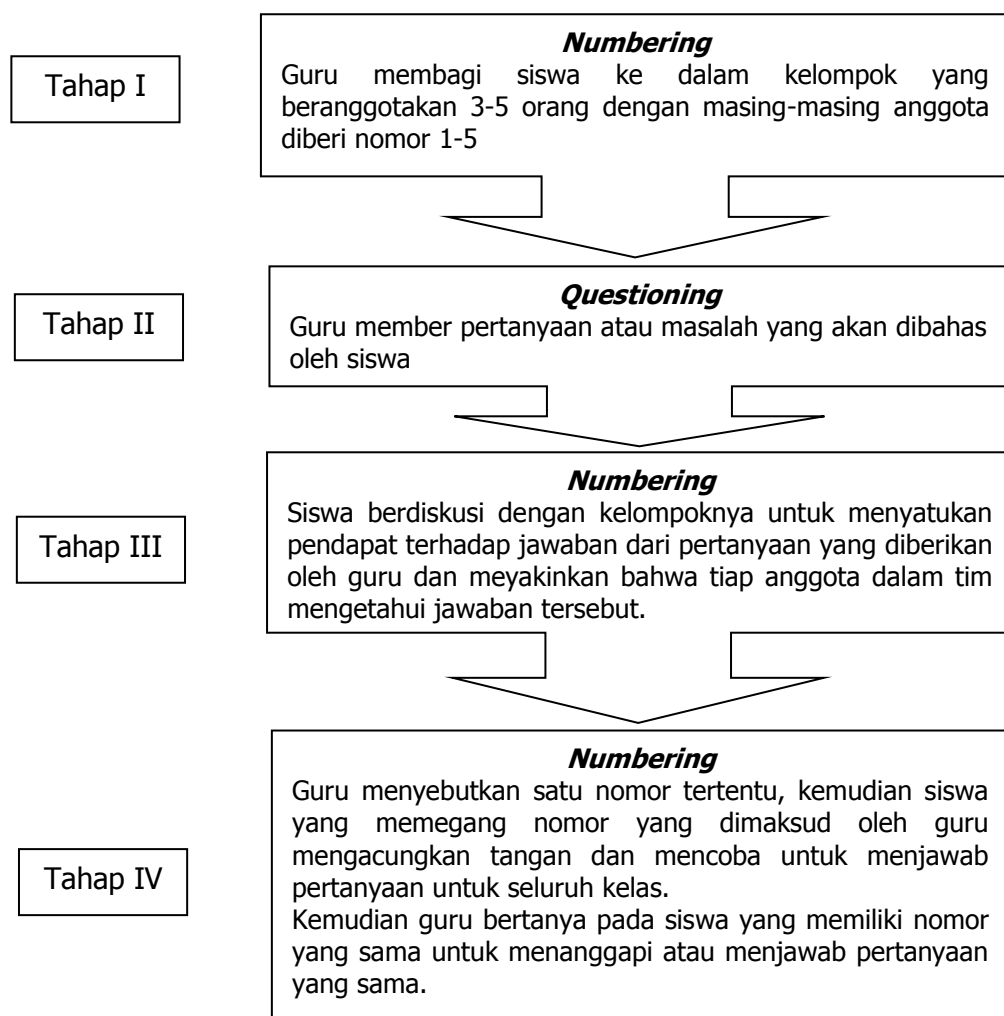 Tahap I
Numbering
Guru membagi siswa ke dalam kelompok yang
beranggotakan 3-5 orang dengan masing-masing anggota
diberi nomor 1-5
Tahap II
Questioning
Guru member pertanyaan atau masalah yang akan dibahas
oleh siswa
Tahap III
Numbering
Siswa berdiskusi dengan kelompoknya untuk menyatukan
pendapat terhadap jawaban dari pertanyaan yang diberikan
oleh guru dan meyakinkan bahwa tiap anggota dalam tim
mengetahui jawaban tersebut.
Tahap IV
Numbering
Guru menyebutkan satu nomor tertentu, kemudian siswa
yang memegang nomor yang dimaksud oleh guru
mengacungkan tangan dan mencoba untuk menjawab
pertanyaan untuk seluruh kelas.
Kemudian guru bertanya pada siswa yang memiliki nomor
yang sama untuk menanggapi atau menjawab pertanyaan
yang sama.